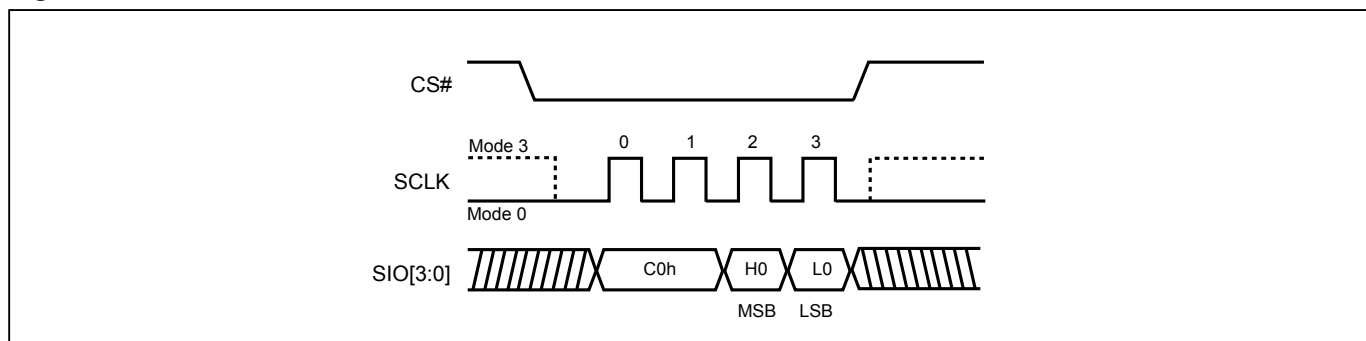 CS#
Mode 3 0 1 2 3
SCLK
Mode 0
SIO[3:0] C0h H0 L0
MSB LSB